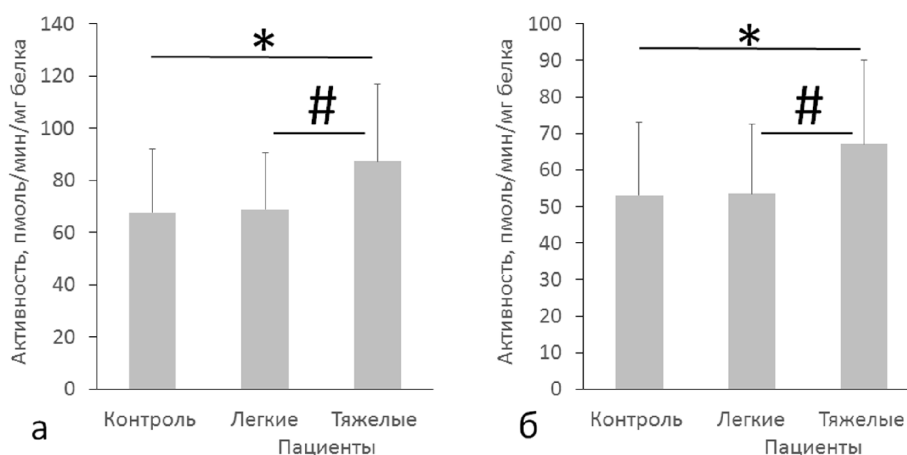 Активность, пмоль/мин/мг белка
140
120
100
80
60
40
20
0
*
#
Контроль Легкие Тяжелые
Пациенты
а
Активность, пмоль/мин/мг белка
100
90
80
70
60
50
40
30
20
10
0
*
#
Контроль Легкие Тяжелые
Пациенты
б